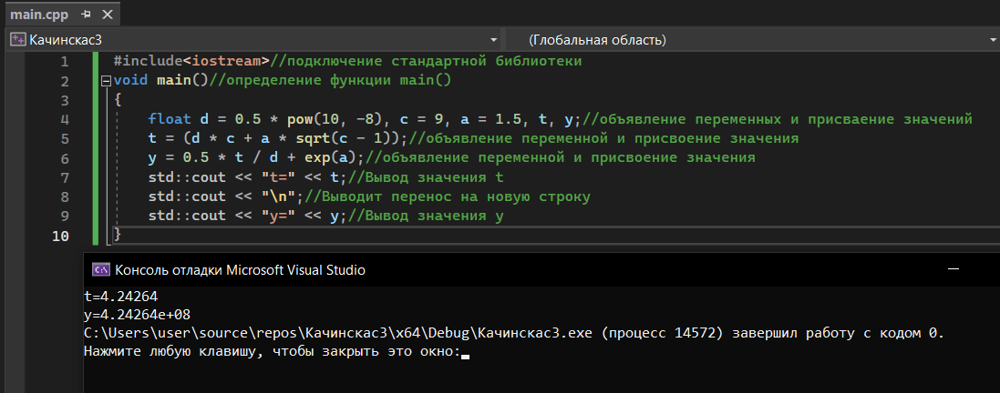 main.cpp
Качинскас3 (Глобальная область)
1 #include<iostream>//подключение стандартной библиотеки
2 void main()//определение функции main()
3 {
4 float d = 0.5 * pow(10, -8), c = 9, a = 1.5, t, y;//объявление переменных и присваение значений
5 t = (d * c + a * sqrt(c - 1));//объявление переменной и присвоение значения
6 y = 0.5 * t / d + exp(a);//объявление переменной и присвоение значения
7 std::cout << "t=" << t;//Вывод значения t
8 std::cout << "\n";//Выводит перенос на новую строку
9 std::cout << "y=" << y;//Вывод значения y
10 }
C:\ Консоль отладки Microsoft Visual Studio
t=4.24264
y=4.24264e+08
C:\Users\user\source\repos\Качинскас3\x64\Debug\Качинскас3.exe (процесс 14572) завершил работу с кодом 0.
Нажмите любую клавишу, чтобы закрыть это окно: